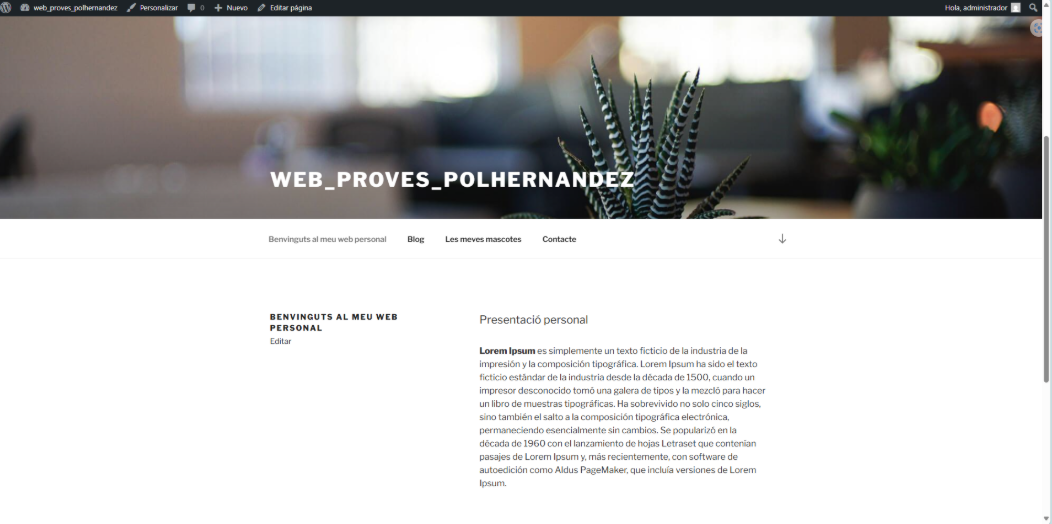 web_proves_polhernandez Personalizar 0 Nuevo Editar página Hola, administrador
WEB_PROVES_POLHERNANDEZ
Benvinguts al meu web personal Blog Les meves mascotes Contacte
BENVINGUTS AL MEU WEB
PERSONAL
Editar
Presentació personal
Lorem Ipsum es simplemente un texto ficticio de la industria de la
impresión y la composición tipográfica. Lorem Ipsum ha sido el texto
ficticio estándar de la industria desde la década de 1500, cuando un
impresor desconocido tomó una galera de tipos y la mezcló para hacer
un libro de muestras tipográficas. Ha sobrevivido no solo cinco siglos,
sino también el salto a la composición tipográfica electrónica,
permaneciendo esencialmente sin cambios. Se popularizó en la
década de 1960 con el lanzamiento de hojas Letraset que contenían
pasajes de Lorem Ipsum y, más recientemente, con software de
autoedición como Aldus PageMaker, que incluía versiones de Lorem
Ipsum.